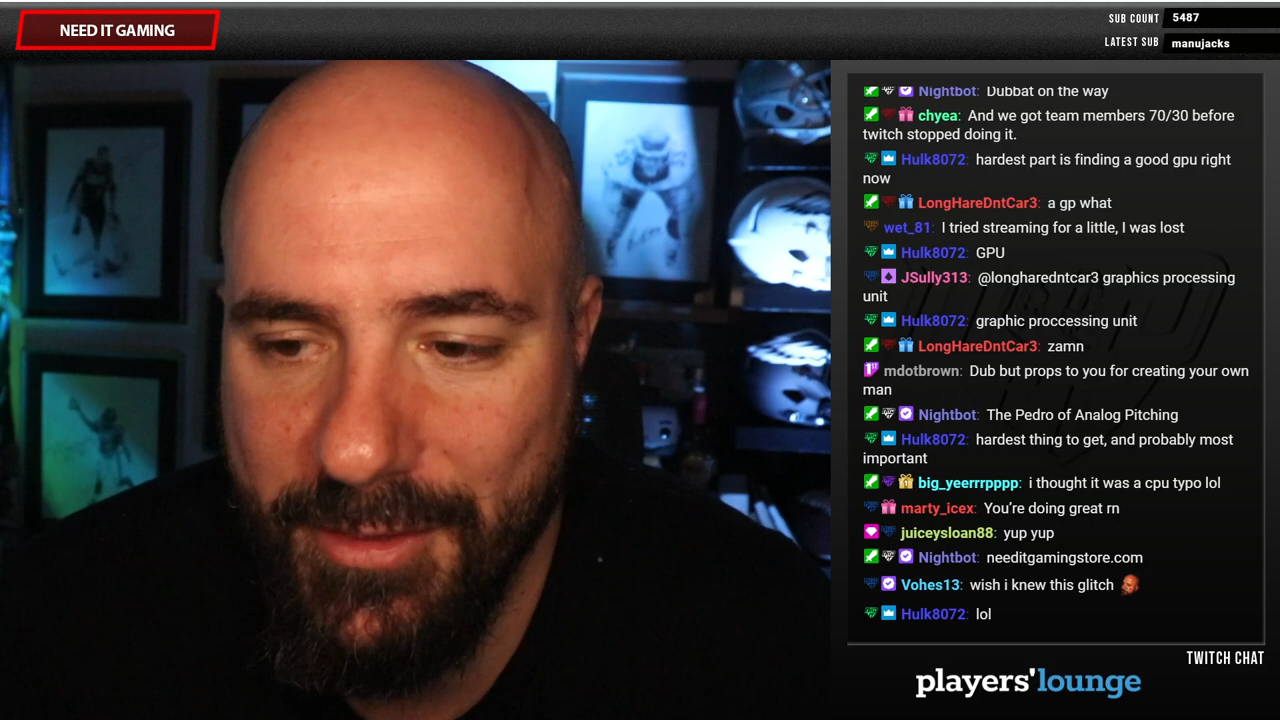 NEED IT GAMING
SUB COUNT 5487
LATEST SUB manujacks
Nightbot: Dubbat on the way
chyea: And we got team members 70/30 before
twitch stopped doing it.
Hulk8072: hardest part is finding a good gpu right
now
LongHareDntCar3: a gp what
wet_81: I tried streaming for a little, I was lost
Hulk8072: GPU
JSully313: @longharedntcar3 graphics processing
unit
Hulk8072: graphic proccessing unit
LongHareDntCar3: zamn
mdotbrown: Dub but props to you for creating your own
man
Nightbot: The Pedro of Analog Pitching
Hulk8072: hardest thing to get, and probably most
important
big_yeerrrpppp: i thought it was a cpu typo lol
marty_icex: You're doing great rn
juiceysloan88: yup yup
Nightbot: needitgamingstore.com
Vohes13: wish i knew this glitch
Hulk8072: lol
TWITCH CHAT
players'lounge